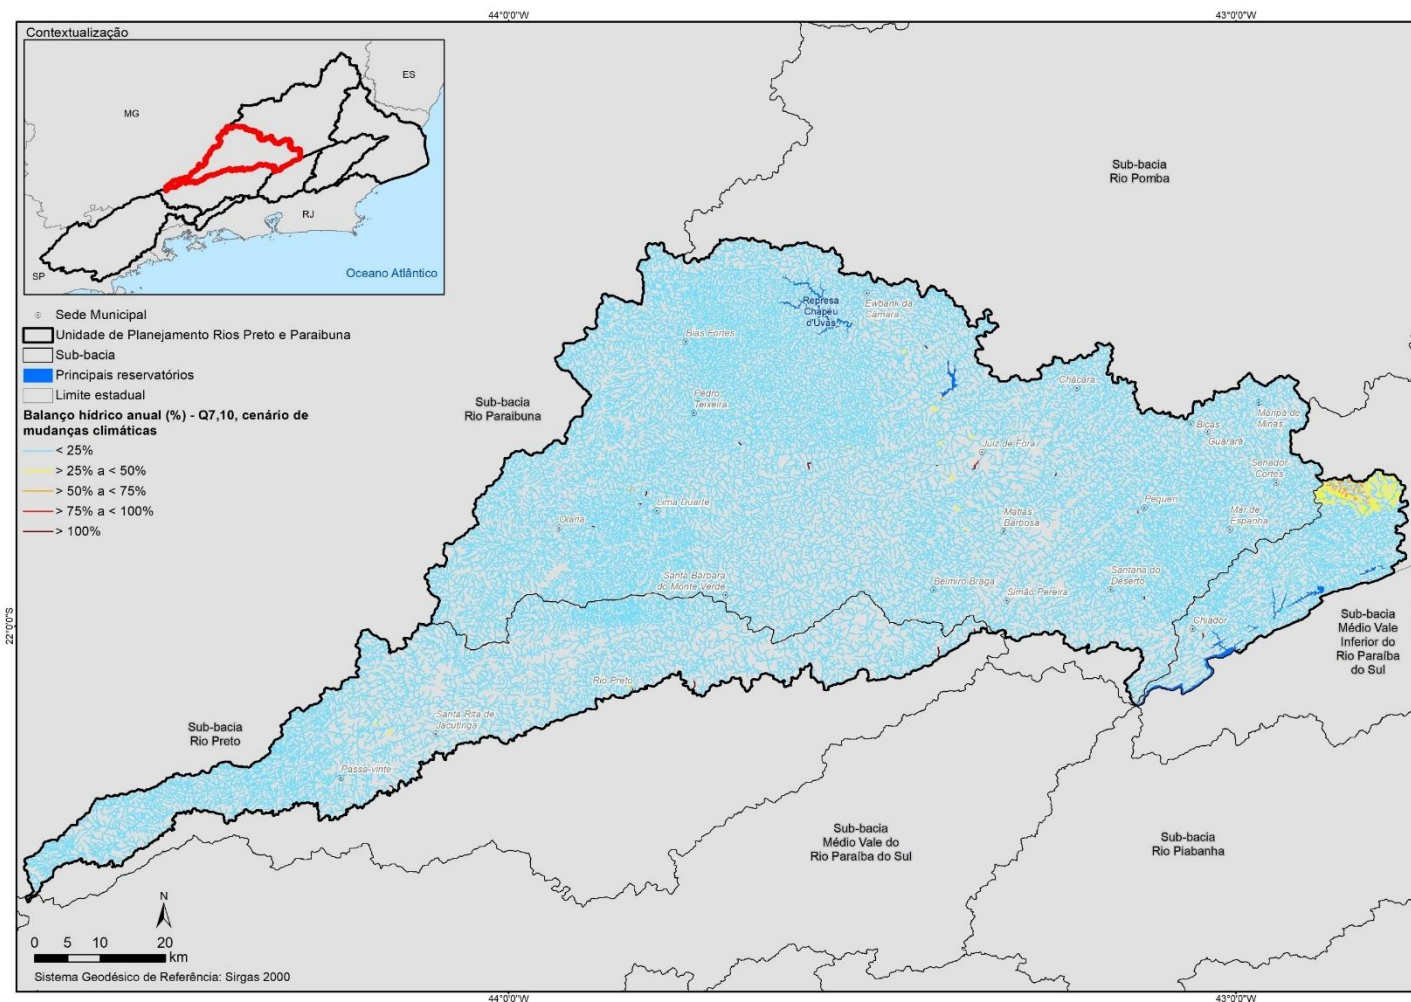 44°0'0"W
43°0'0"W
Contextualização
ES
MG
RJ
SP
Oceano Atlântico
Sede Municipal
Unidade de Planejamento Rios Preto e Paraibuna
Sub-bacia
Principais reservatórios
Limite estadual
Balanço hídrico anual (%) - Q7,10, cenário de
mudanças climáticas
< 25%
> 25% a < 50%
> 50% a < 75%
> 75% a < 100%
> 100%
Sub-bacia
Rio Pomba
Represa
Chapéu
d'Uvas
Ewbank da
Câmara
Bias Fortes
Chácara
Sub-bacia
Rio Paraibuna
Pedro
Teixeira
Maripá de
Minas
Bicas
Guarará
Juiz de Fora
Senador
Cortes
Lima Duarte
Olaria
Pequeri
Matias
Barbosa
Mar de
Espanha
Santa Bárbara
do Monte Verde
Belmiro Braga
Simão Pereira
Santana do
Deserto
Chiador
22°0'0"S
Sub-bacia
Médio Vale
Inferior do
Rio Paraíba
do Sul
Rio Preto
Santa Rita de
Jacutinga
Sub-bacia
Rio Preto
Passa-vinte
Sub-bacia
Médio Vale do
Rio Paraíba do Sul
Sub-bacia
Rio Piabanha
N
0 5 10 20
km
Sistema Geodésico de Referência: Sirgas 2000
44°0'0"W
43°0'0"W